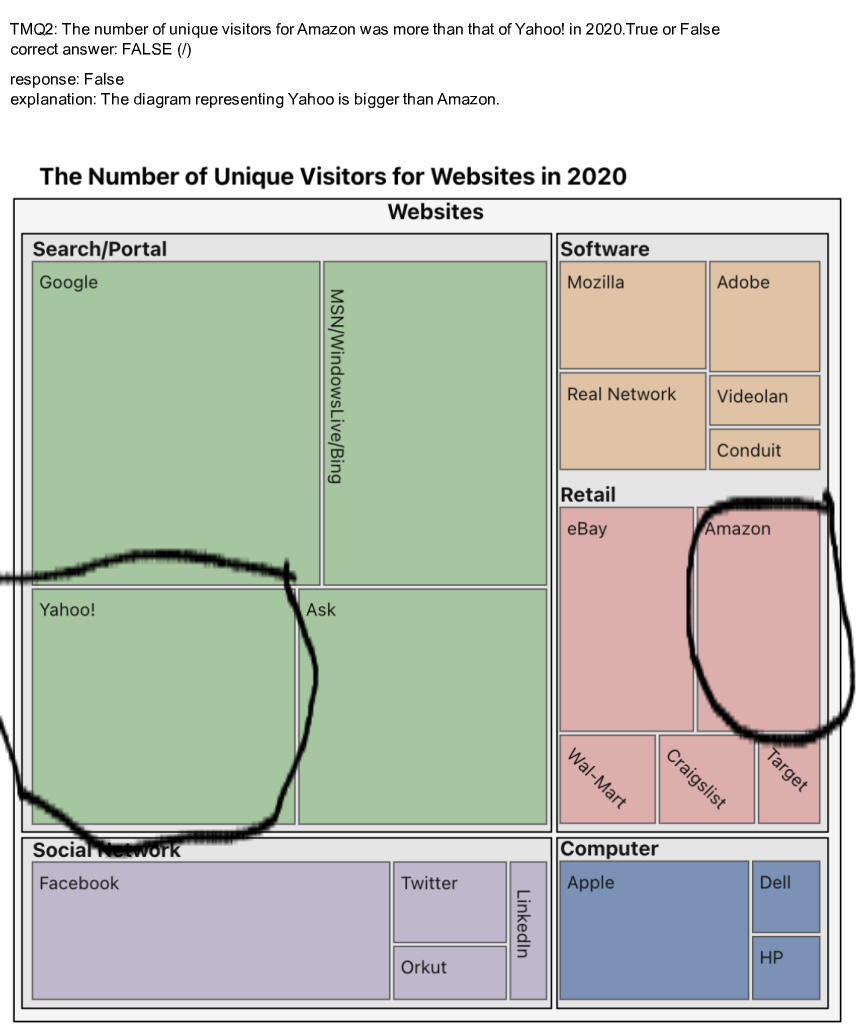 TMQ2: The number of unique visitors for Amazon was more than that of Yahoo! in 2020.True or False
correct answer: FALSE (/)
response: False
explanation: The diagram representing Yahoo is bigger than Amazon.
The Number of Unique Visitors for Websites in 2020
Websites
Search/Portal
Google
MSN/WindowsLive/Bing
Yahoo!
Ask
Software
Mozilla
Adobe
Real Network
Videolan
Conduit
Retail
eBay
Amazon
Wal-Mart
Craigslist
Target
Social Network
Facebook
Twitter
LinkedIn
Orkut
Computer
Apple
Dell
HP